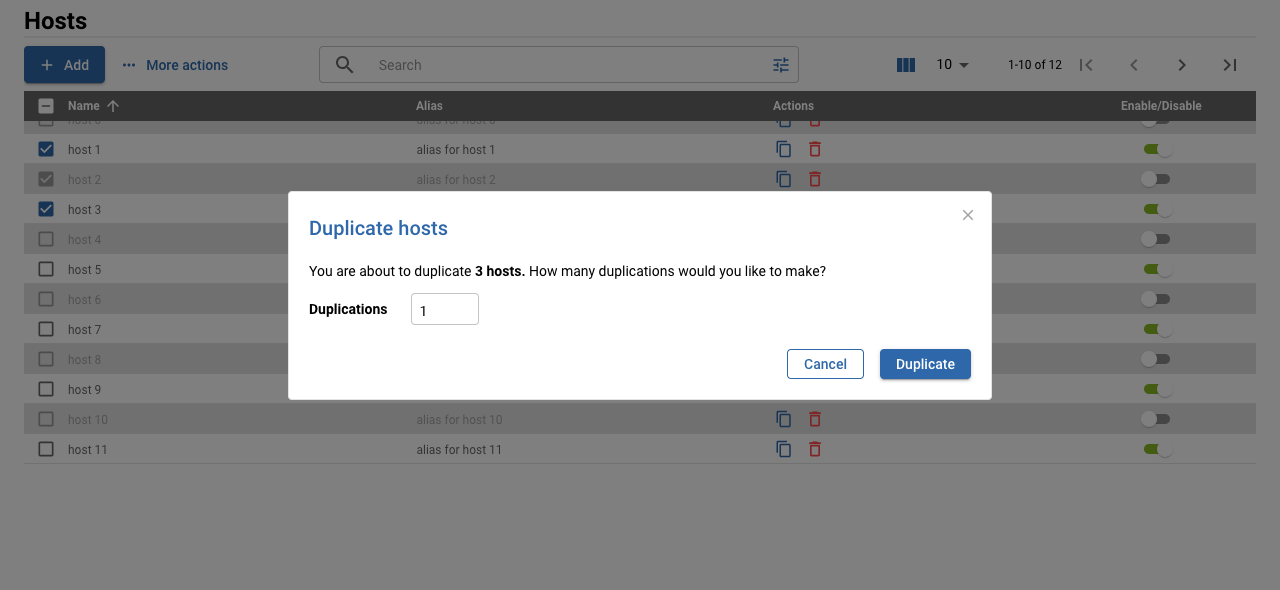 Hosts
Add
More actions
Search
10
1-10 of 12
Name
Alias
Actions
Enable/Disable
host 1
alias for host 1
host 2
alias for host 2
host 3
host 4
host 5
host 6
host 7
host 8
host 9
host 10
alias for host 10
host 11
alias for host 11
Duplicate hosts
You are about to duplicate 3 hosts. How many duplications would you like to make?
Duplications
1
Cancel
Duplicate